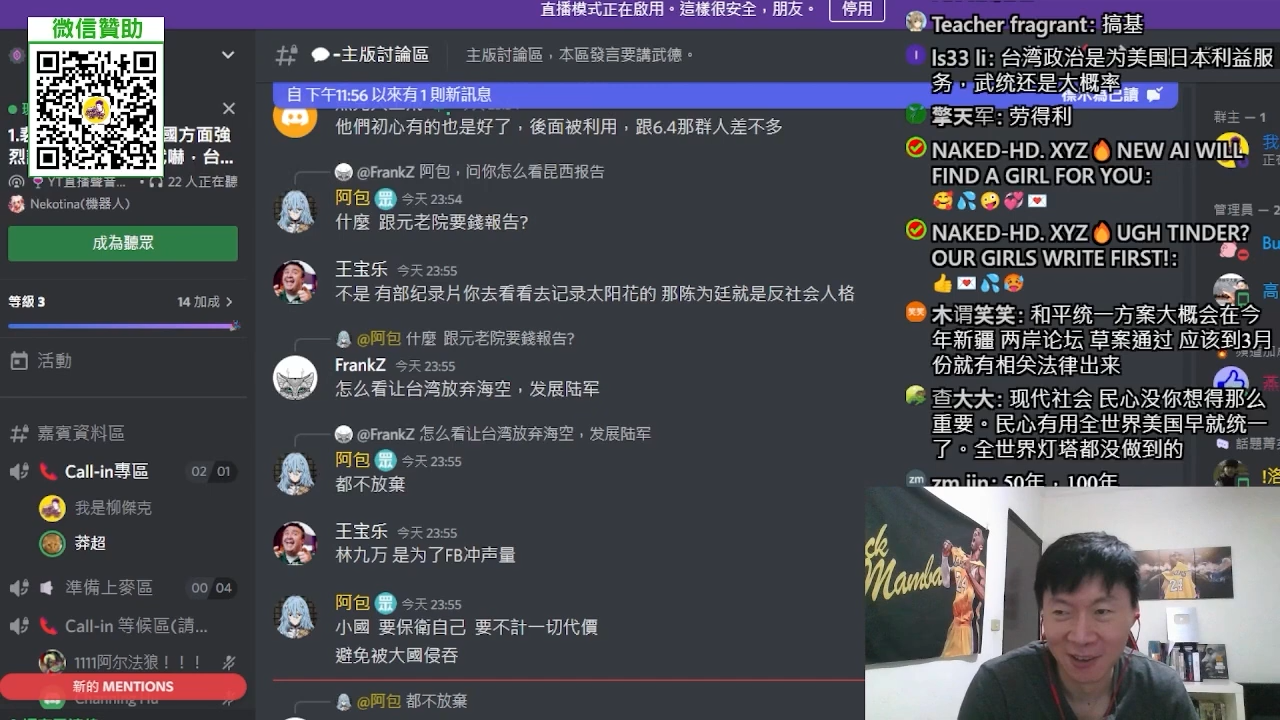 直播模式正在啟用。這樣很安全，朋友。
停用
微信贊助
1.
國方面強
烈
嚇．台...
YT直播聲音...
22 人正在聽
Nekotina(機器人)
成為聽眾
等級 3
14 加成
活動
嘉賓資料區
Call-in專區
02 01
我是柳傑克
莽超
準備上麥區
00 04
Call-in 等候區(請...
1111阿尔法狼！！！
新的 MENTIONS
-主版討論區
主版討論區，本區發言要講武德。
自 下午11:56 以來有 1 則新訊息
他們初心有的也是好了，後面被利用，跟6.4那群人差不多
@FrankZ 阿包，问你怎么看昆西报告
阿包 眾 今天 23:54
什麼 跟元老院要錢報告?
王宝乐 今天 23:55
不是 有部纪录片你去看看去记录太阳花的 那陈为廷就是反社会人格
@阿包 什麼 跟元老院要錢報告?
FrankZ 今天 23:55
怎么看让台湾放弃海空，发展陆军
@FrankZ 怎么看让台湾放弃海空，发展陆军
阿包 眾 今天 23:55
都不放棄
王宝乐 今天 23:55
林九万 是为了FB冲声量
阿包 眾 今天 23:55
小國 要保衛自己 要不計一切代價
避免被大國侵吞
@阿包 都不放棄
Teacher fragrant: 搞基
ls33 li: 台湾政治是为美国日本利益服
务．武统还是大概率
擎天军: 劳得利
NAKED-HD. XYZ🔥 NEW AI WILL
FIND A GIRL FOR YOU:
🥰💦🤪💞💌
NAKED-HD. XYZ🔥 UGH TINDER?
OUR GIRLS WRITE FIRST!:
👍💌💦🥵
木谓笑笑: 和平统一方案大概会在今
年新疆 两岸论坛 草案通过 应该到3月
份就有相关法律出来
查大大: 现代社会 民心没你想得那么
重要。民心有用全世界美国早就统一
了。全世界灯塔都没做到的
zm jin: 50年，100年
群主 — 1
我
管理員 — 2
Bu
高
ck
Mamba
24